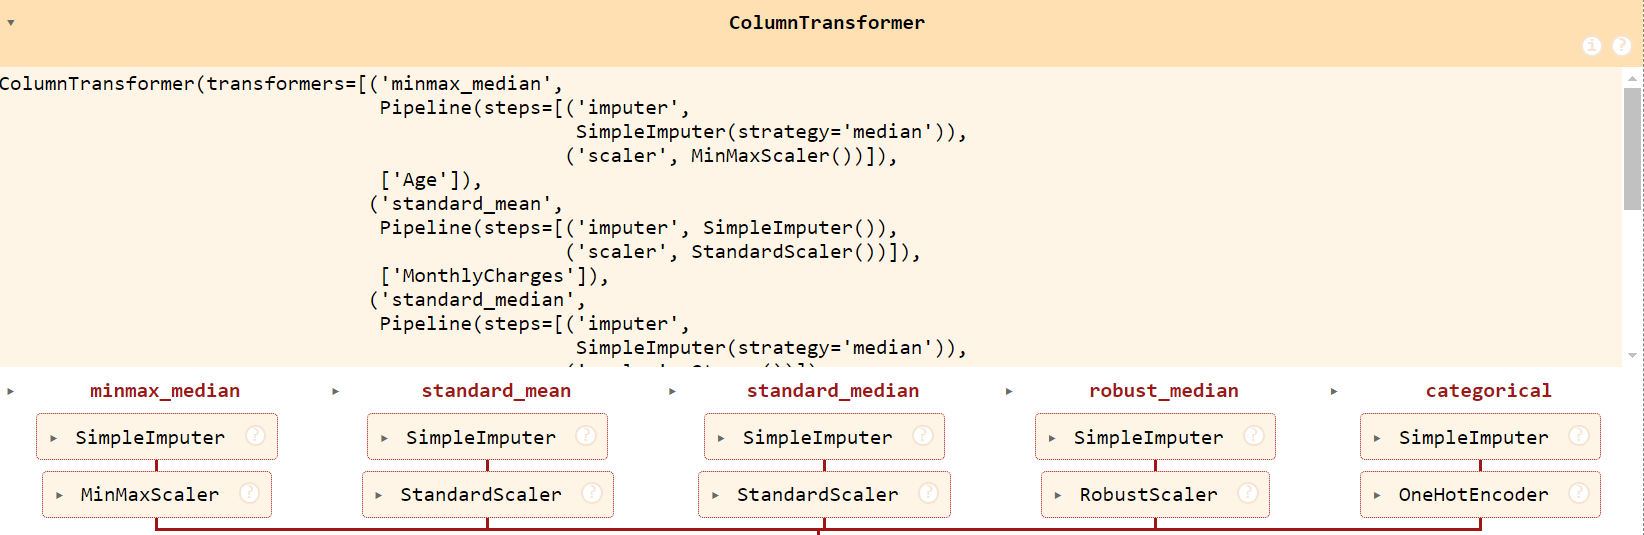 ColumnTransformer
i ?
ColumnTransformer(transformers=[('minmax_median',
Pipeline(steps=[('imputer',
SimpleImputer(strategy='median')),
('scaler', MinMaxScaler())]),
['Age']),
('standard_mean',
Pipeline(steps=[('imputer', SimpleImputer()),
('scaler', StandardScaler())]),
['MonthlyCharges']),
('standard_median',
Pipeline(steps=[('imputer',
SimpleImputer(strategy='median')),
minmax_median standard_mean standard_median robust_median categorical
SimpleImputer ? SimpleImputer ? SimpleImputer ? SimpleImputer ? SimpleImputer ?
MinMaxScaler ? StandardScaler ? StandardScaler ? RobustScaler ? OneHotEncoder ?